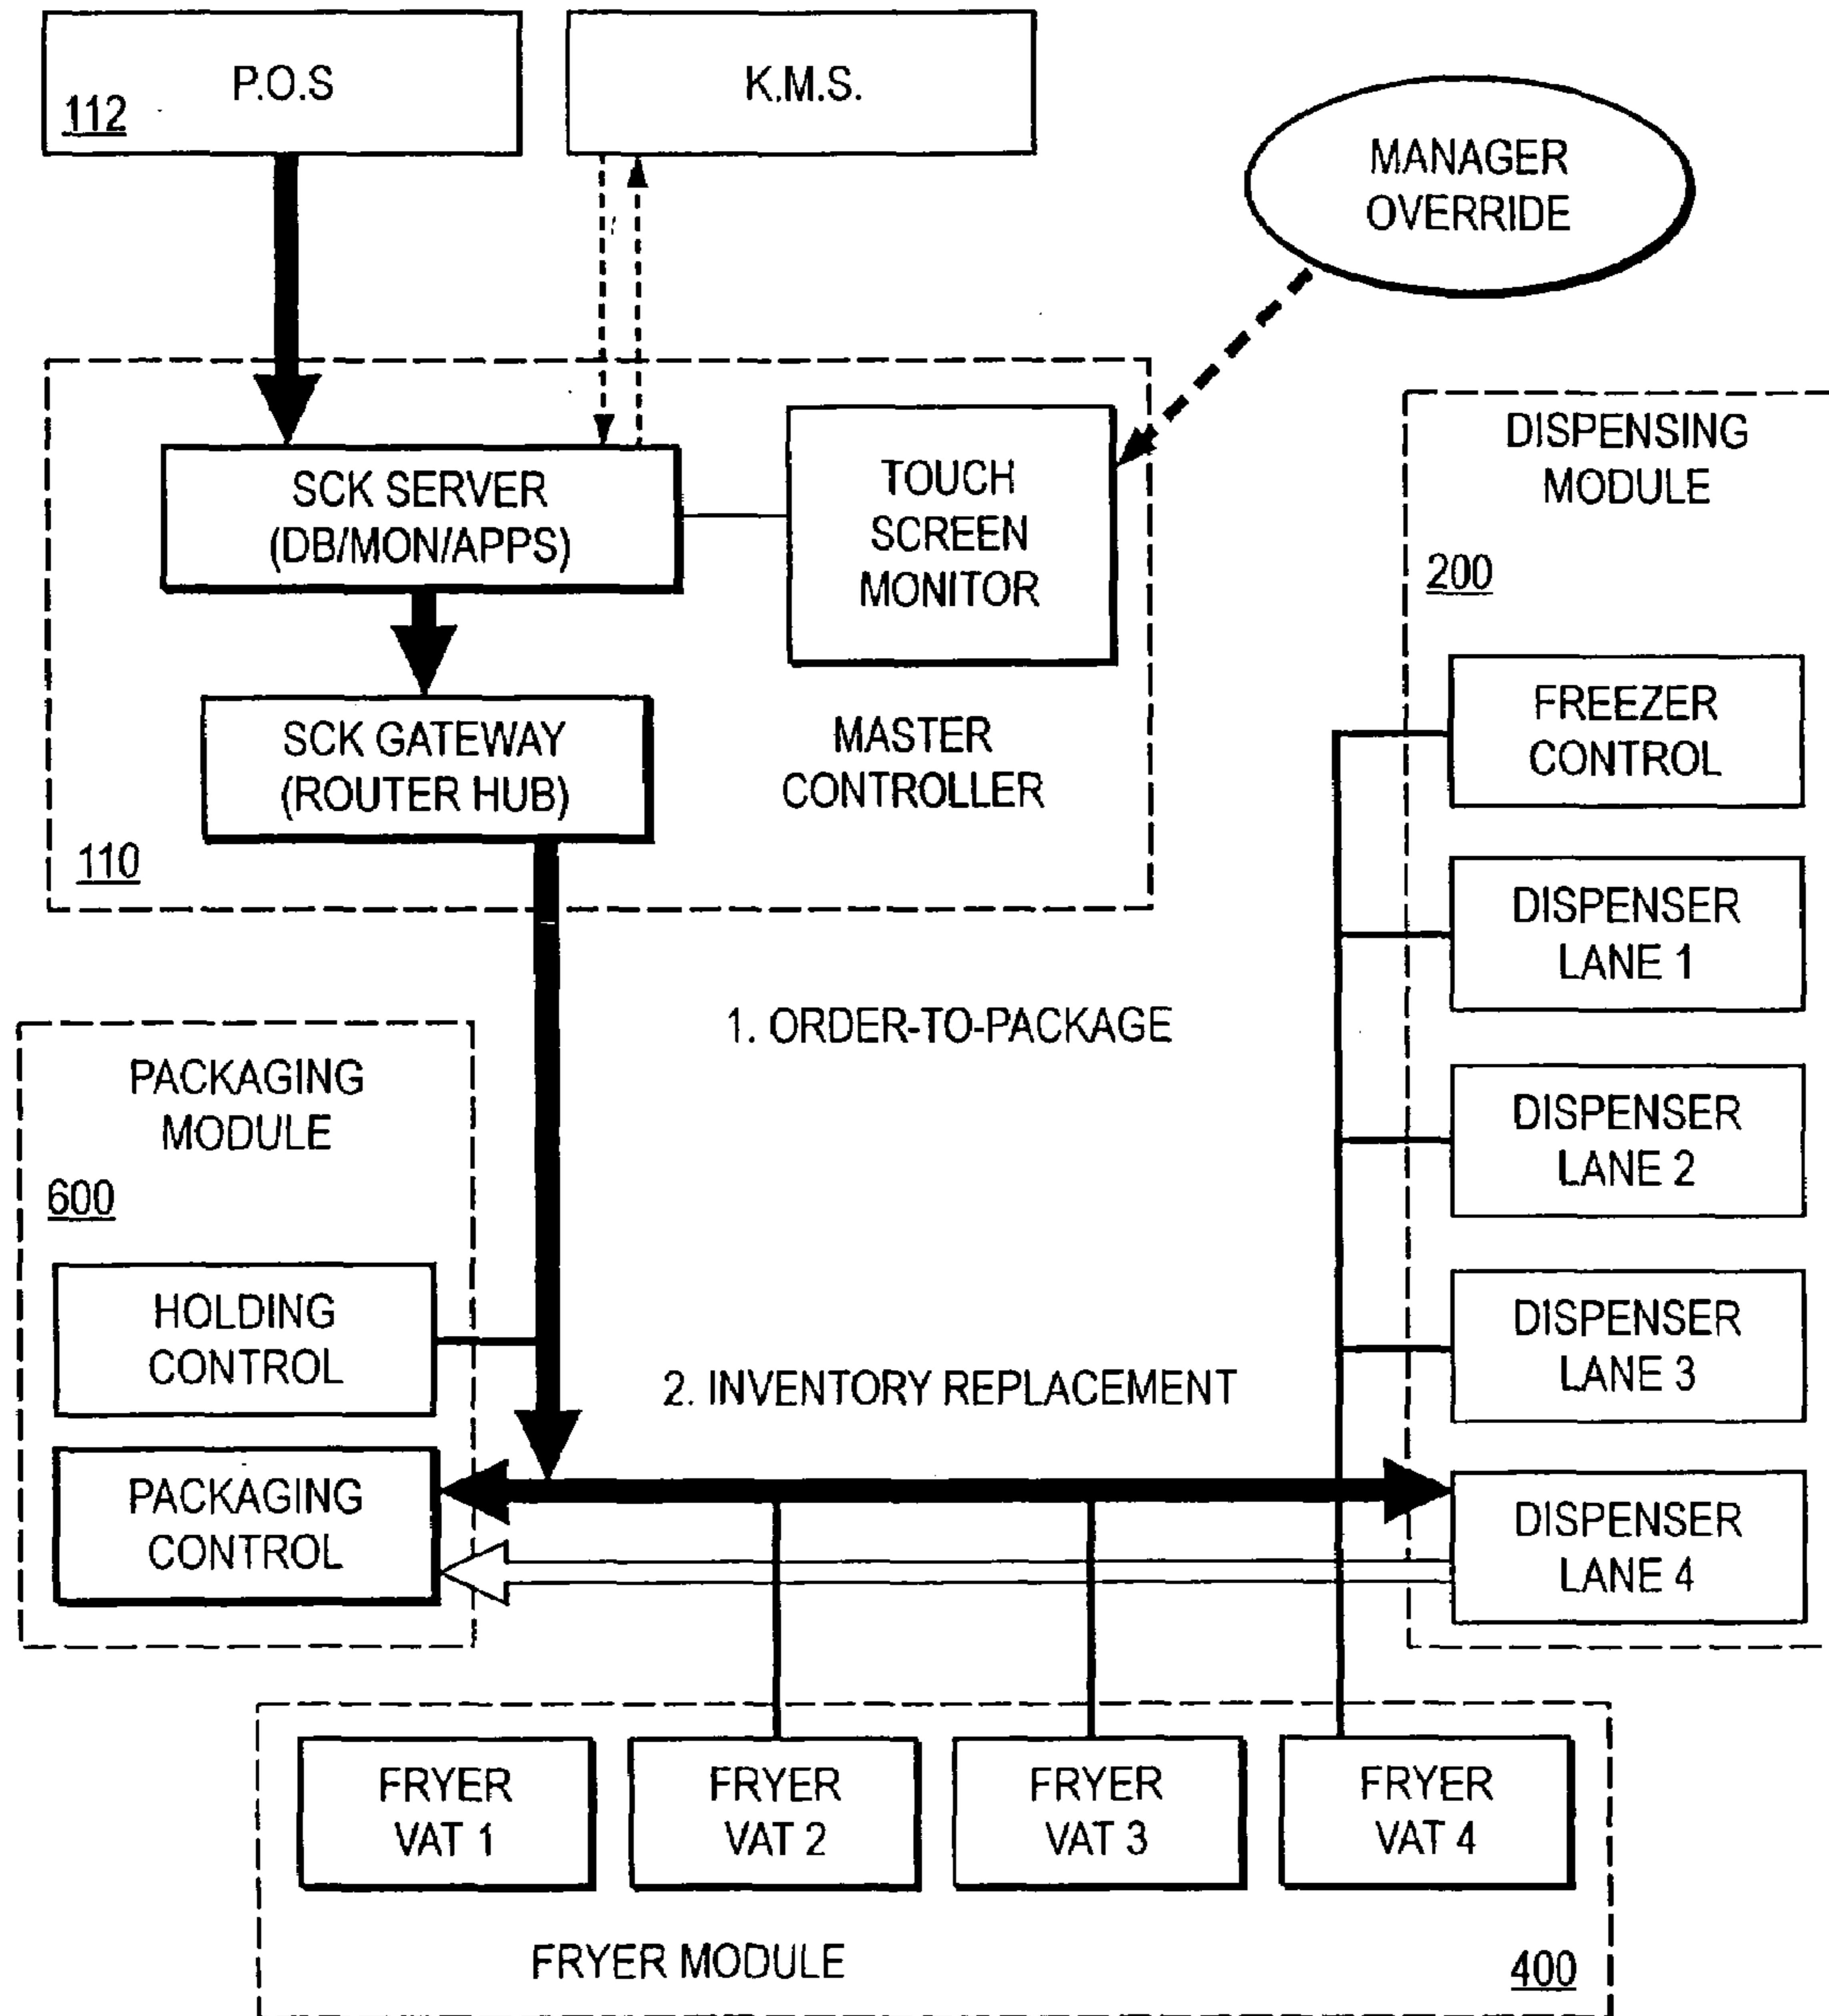 P.O.S
112
K.M.S.
MANAGER
OVERRIDE
SCK SERVER
(DB/MON/APPS)
TOUCH
SCREEN
MONITOR
SCK GATEWAY
(ROUTER HUB)
MASTER
CONTROLLER
110
DISPENSING
MODULE
200
FREEZER
CONTROL
DISPENSER
LANE 1
DISPENSER
LANE 2
DISPENSER
LANE 3
DISPENSER
LANE 4
1. ORDER-TO-PACKAGE
PACKAGING
MODULE
600
HOLDING
CONTROL
2. INVENTORY REPLACEMENT
PACKAGING
CONTROL
FRYER
VAT 1
FRYER
VAT 2
FRYER
VAT 3
FRYER
VAT 4
FRYER MODULE
400